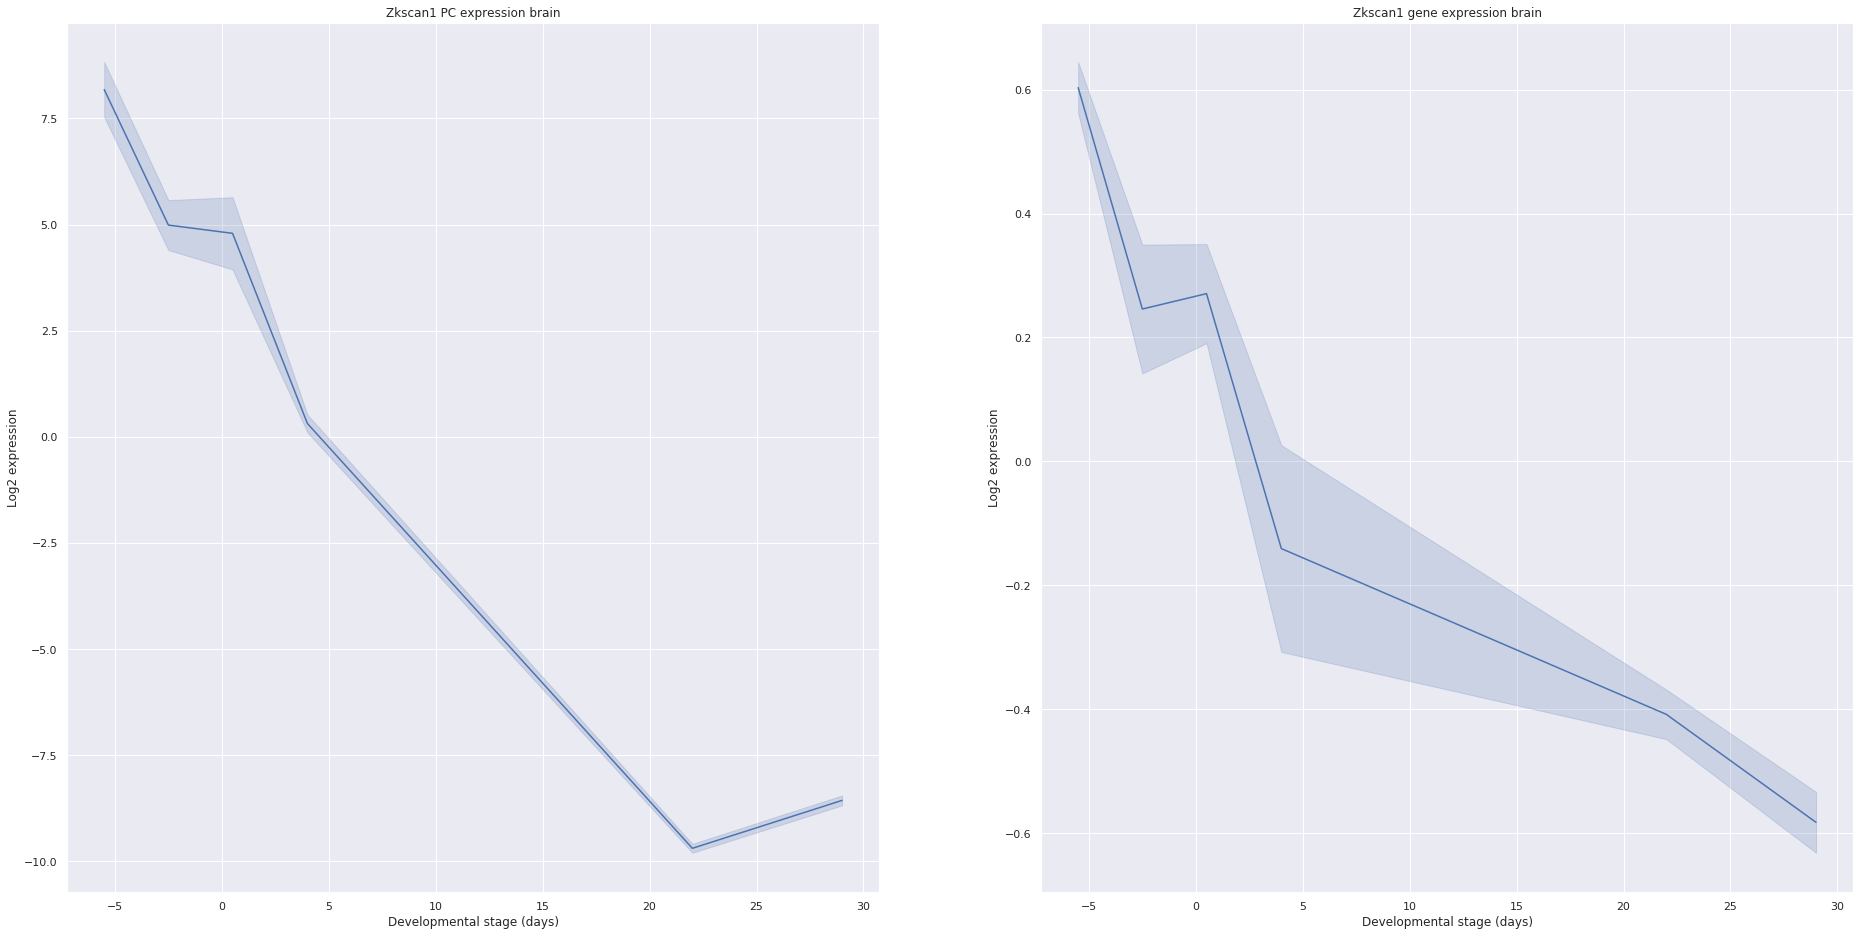 Zkscan1 PC expression brain
Log2 expression
7.5
5.0
2.5
0.0
−2.5
−5.0
−7.5
−10.0
−5 0 5 10 15 20 25 30
Developmental stage (days)
Zkscan1 gene expression brain
Log2 expression
0.6
0.4
0.2
0.0
−0.2
−0.4
−0.6
−5 0 5 10 15 20 25 30
Developmental stage (days)